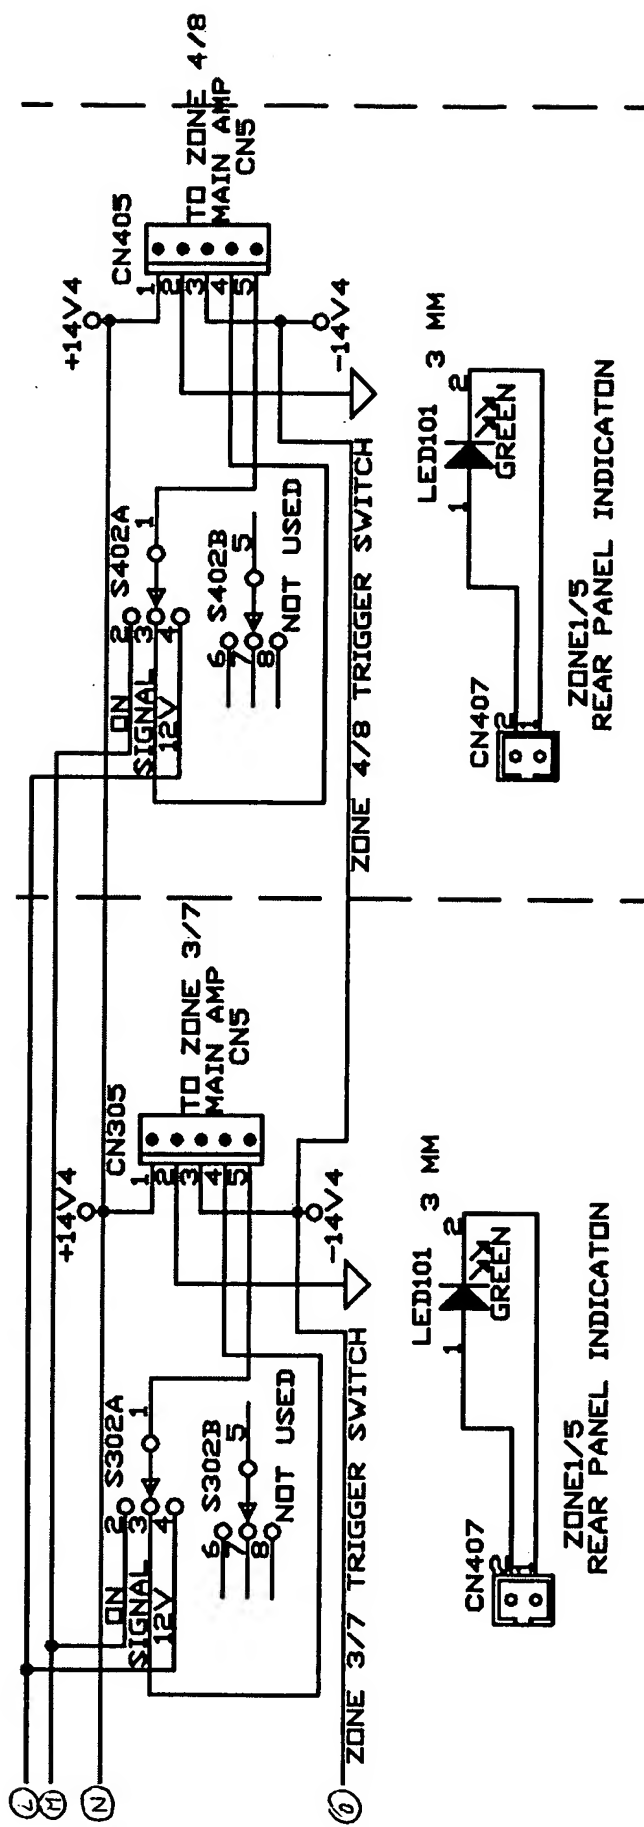 L
M
N
O
+14V4
CN305
1
2
3
4
5
TO ZONE 3/7
MAIN AMP
CN5
-14V4
S302A
1
2
3
4
ON
SIGNAL
12V
S302B
5
6
7
8
NOT USED
ZONE 3/7 TRIGGER SWITCH
+14V4
CN405
1
2
3
4
5
TO ZONE 4/8
MAIN AMP
CN5
-14V4
S402A
1
2
3
4
ON
SIGNAL
12V
S402B
5
6
7
8
NOT USED
ZONE 4/8 TRIGGER SWITCH
CN407
2
1
LED101
1
2
3 MM
GREEN
ZONE1/5
REAR PANEL INDICATON
CN407
2
1
LED101
1
2
3 MM
GREEN
ZONE1/5
REAR PANEL INDICATON